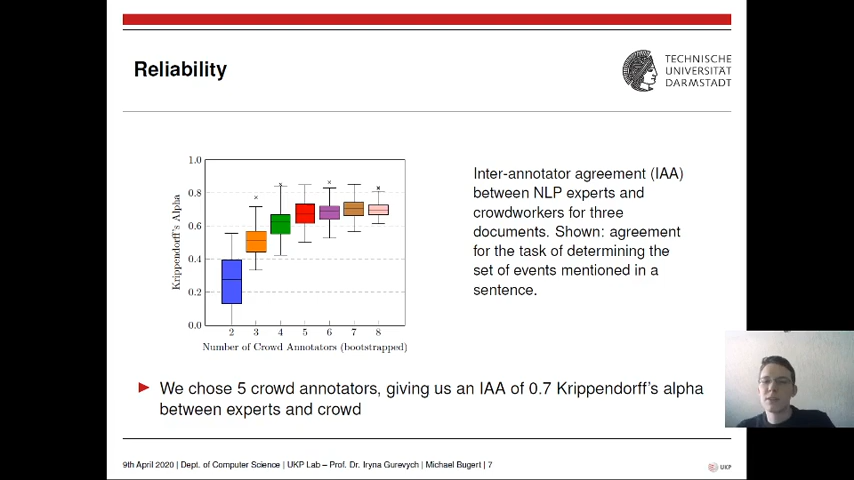 Reliability
TECHNISCHE
UNIVERSITÄT
DARMSTADT
1.0
0.8
0.6
0.4
0.2
0.0
Krippendorff's Alpha
2 3 4 5 6 7 8
Number of Crowd Annotators (bootstrapped)
Inter-annotator agreement (IAA)
between NLP experts and
crowdworkers for three
documents. Shown: agreement
for the task of determining the
set of events mentioned in a
sentence.
We chose 5 crowd annotators, giving us an IAA of 0.7 Krippendorff's alpha
between experts and crowd
9th April 2020 | Dept. of Computer Science | UKP Lab – Prof. Dr. Iryna Gurevych | Michael Bugert | 7
UKP